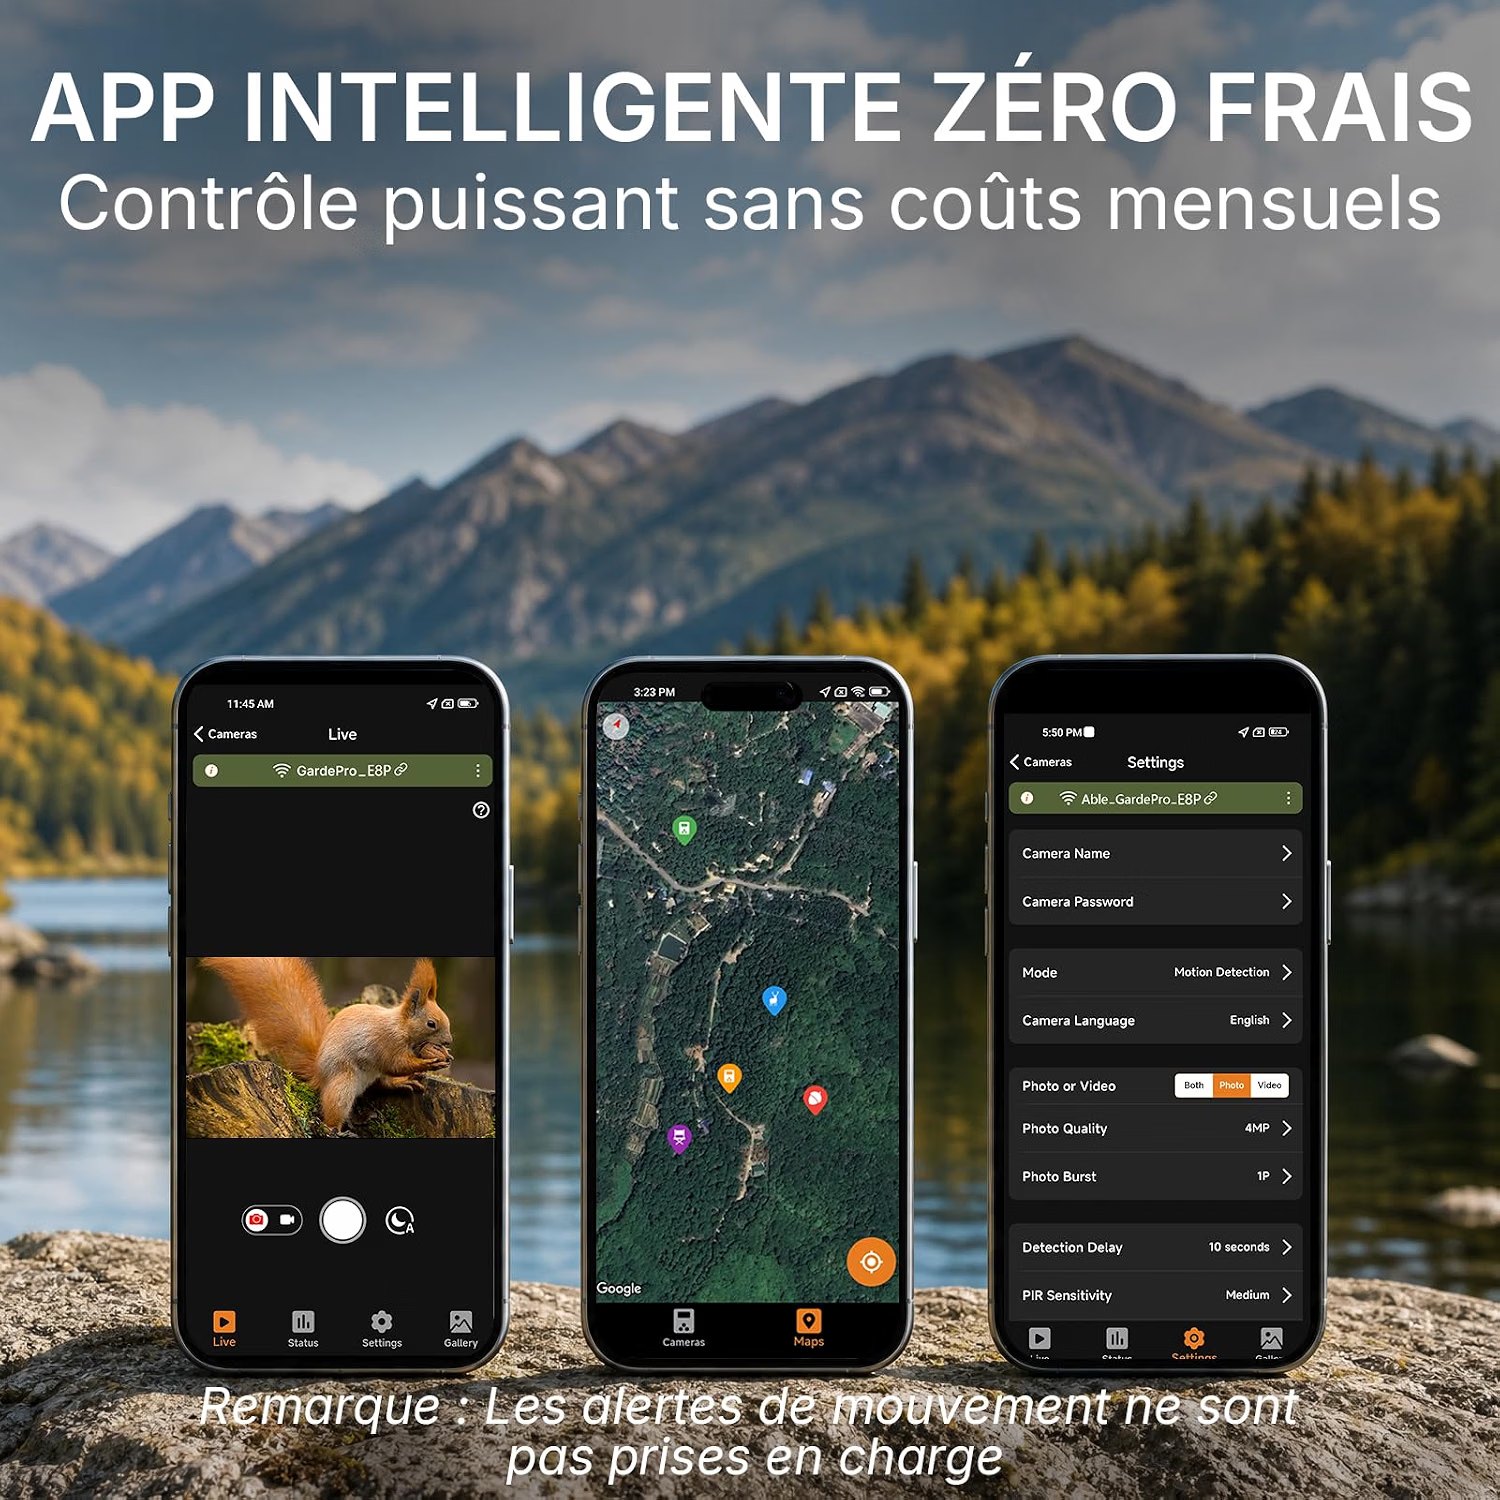 APP INTELLIGENTE ZÉRO FRAIS
Contrôle puissant sans coûts mensuels
11:45 AM
Cameras
Live
GardePro_E8P
Live
Status
Settings
Gallery
3:23 PM
Google
Cameras
Maps
5:50 PM
Cameras
Settings
Able_GardePro_E8P
Camera Name
Camera Password
Mode Motion Detection
Camera Language English
Photo or Video Both Photo Video
Photo Quality 4MP
Photo Burst 1P
Detection Delay 10 seconds
PIR Sensitivity Medium
Live
Status
Settings
Gallery
Remarque : Les alertes de mouvement ne sont
pas prises en charge